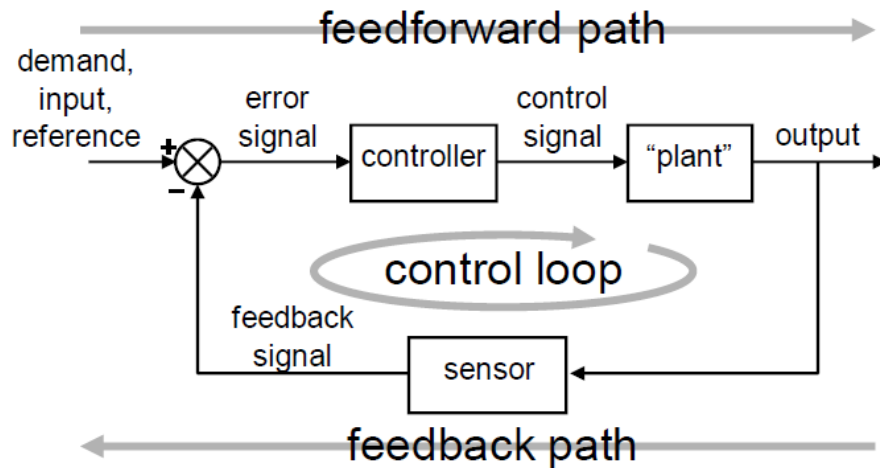 feedforward path
demand,
input,
reference
+
−
error
signal
controller
control
signal
“plant”
output
control loop
feedback
signal
sensor
feedback path